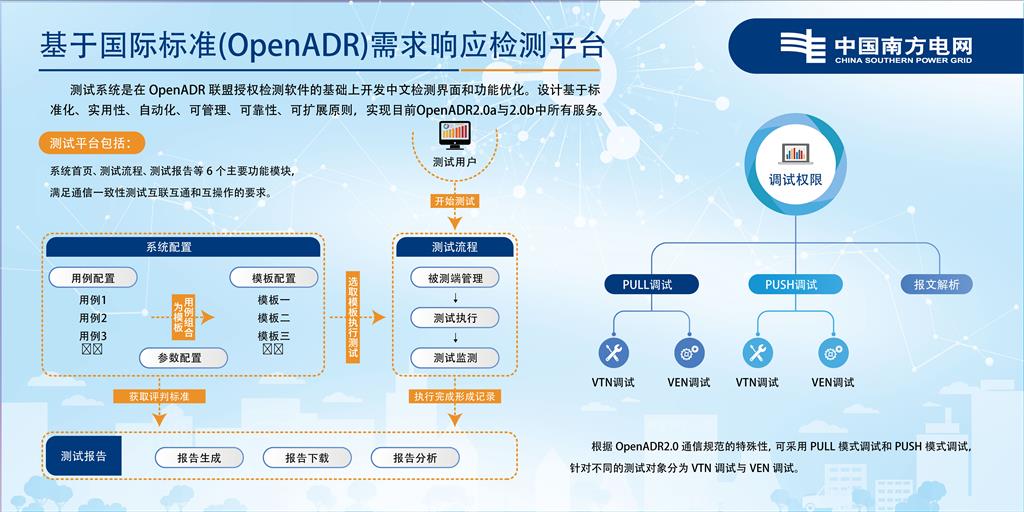 基于国际标准(OpenADR)需求响应检测平台
中国南方电网
CHINA SOUTHERN POWER GRID
测试系统是在 OpenADR 联盟授权检测软件的基础上开发中文检测界面和功能优化。设计基于标
准化、实用性、自动化、可管理、可靠性、可扩展原则，实现目前OpenADR2.0a与2.0b中所有服务。
测试平台包括：
系统首页、测试流程、测试报告等 6 个主要功能模块，
满足通信一致性测试互联互通和互操作的要求。
测试用户
开始测试
系统配置
用例配置
用例1
用例2
用例3
用例组合
为模板
模板配置
模板一
模板二
模板三
参数配置
选取模板执行测试
测试流程
被测端管理
测试执行
测试监测
获取评判标准
执行完成形成记录
测试报告
报告生成
报告下载
报告分析
调试权限
PULL调试
PUSH调试
报文解析
VTN调试
VEN调试
VTN调试
VEN调试
根据 OpenADR2.0 通信规范的特殊性, 可采用 PULL 模式调试和 PUSH 模式调试,
针对不同的测试对象分为 VTN 调试与 VEN 调试。